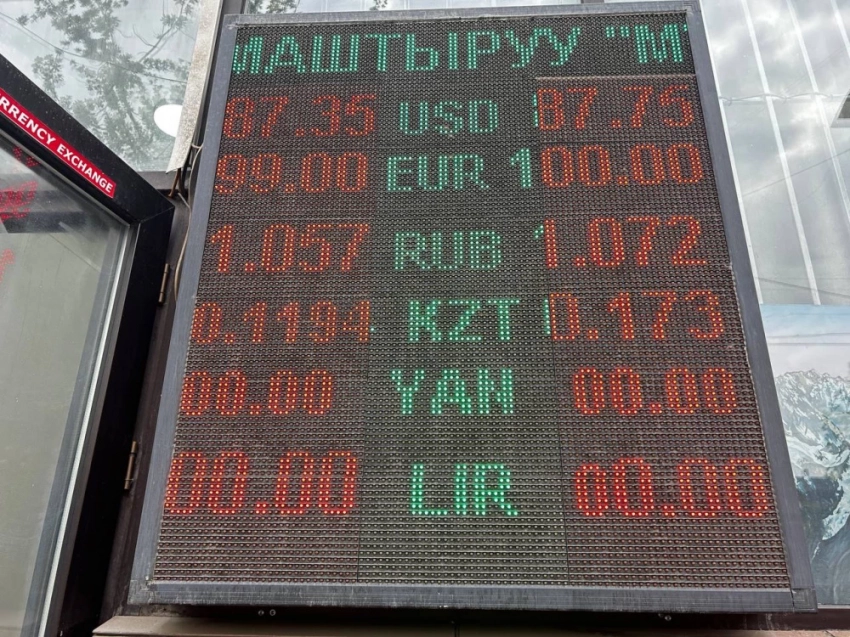 МАШТЫРУУ "М
RRENCY EXCHANGE
87.35 USD 87.75
99.00 EUR 100.00
1.057 RUB 1.072
0.1194 KZT 0.173
00.00 YAN 00.00
00.00 LIR 00.00